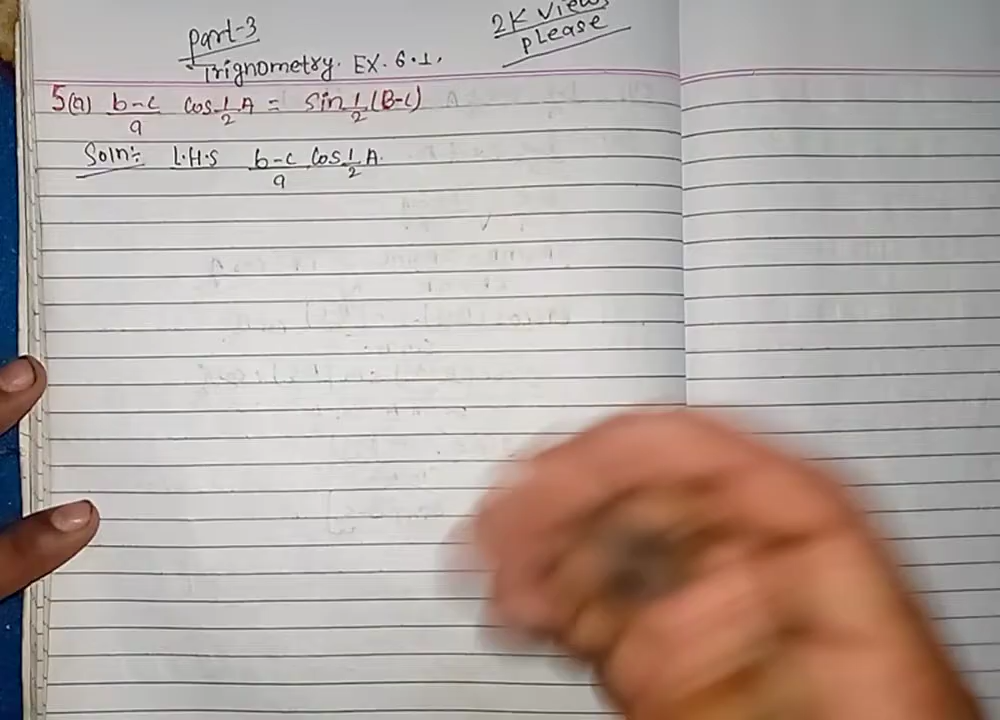 Part-3
2K views
please
Trignometry. EX. 6.1.
5(a) b-c/a cos 1/2 A = sin 1/2 (B-C)
Soln:- L.H.S b-c/a cos 1/2 A.